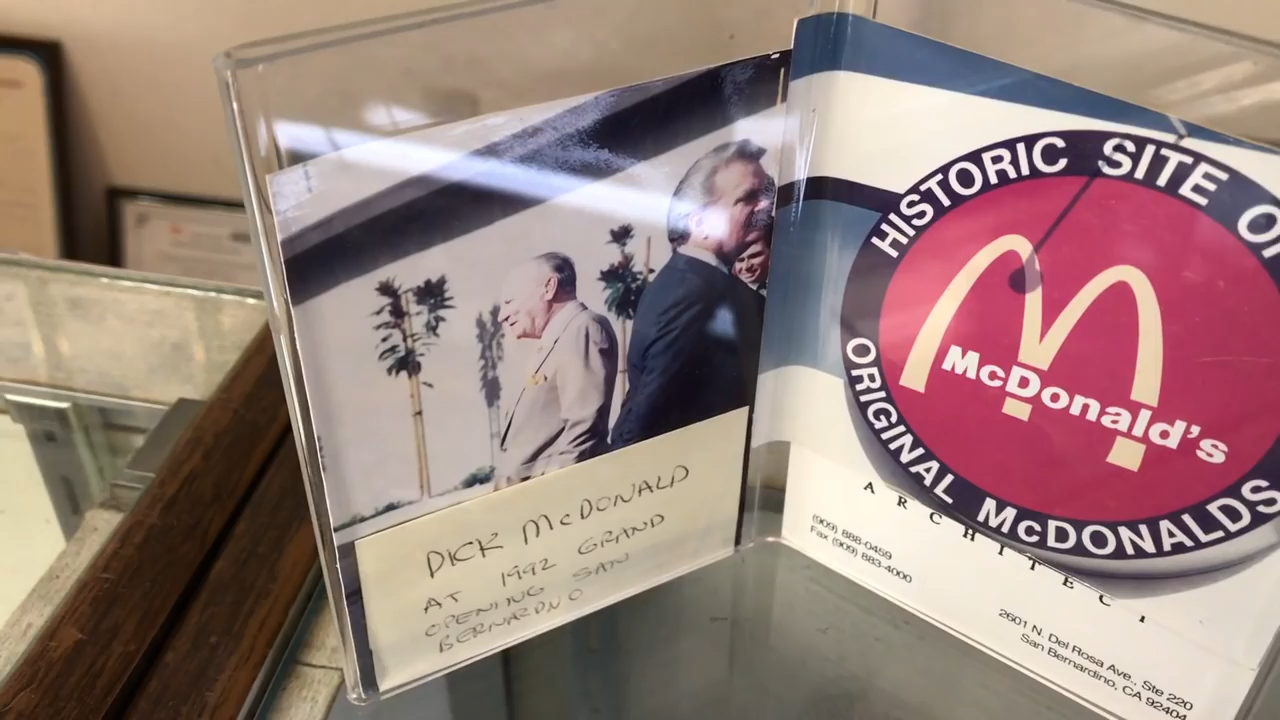 DICK McDONALD
AT 1992 GRAND
OPENING SAN
BERNARDNO
HISTORIC SITE OF
McDonald's
ORIGINAL McDONALDS
ARCHITECT
(909) 888-0459
Fax (909) 883-4000
2601 N. Del Rosa Ave., Ste 220
San Bernardino, CA 92404